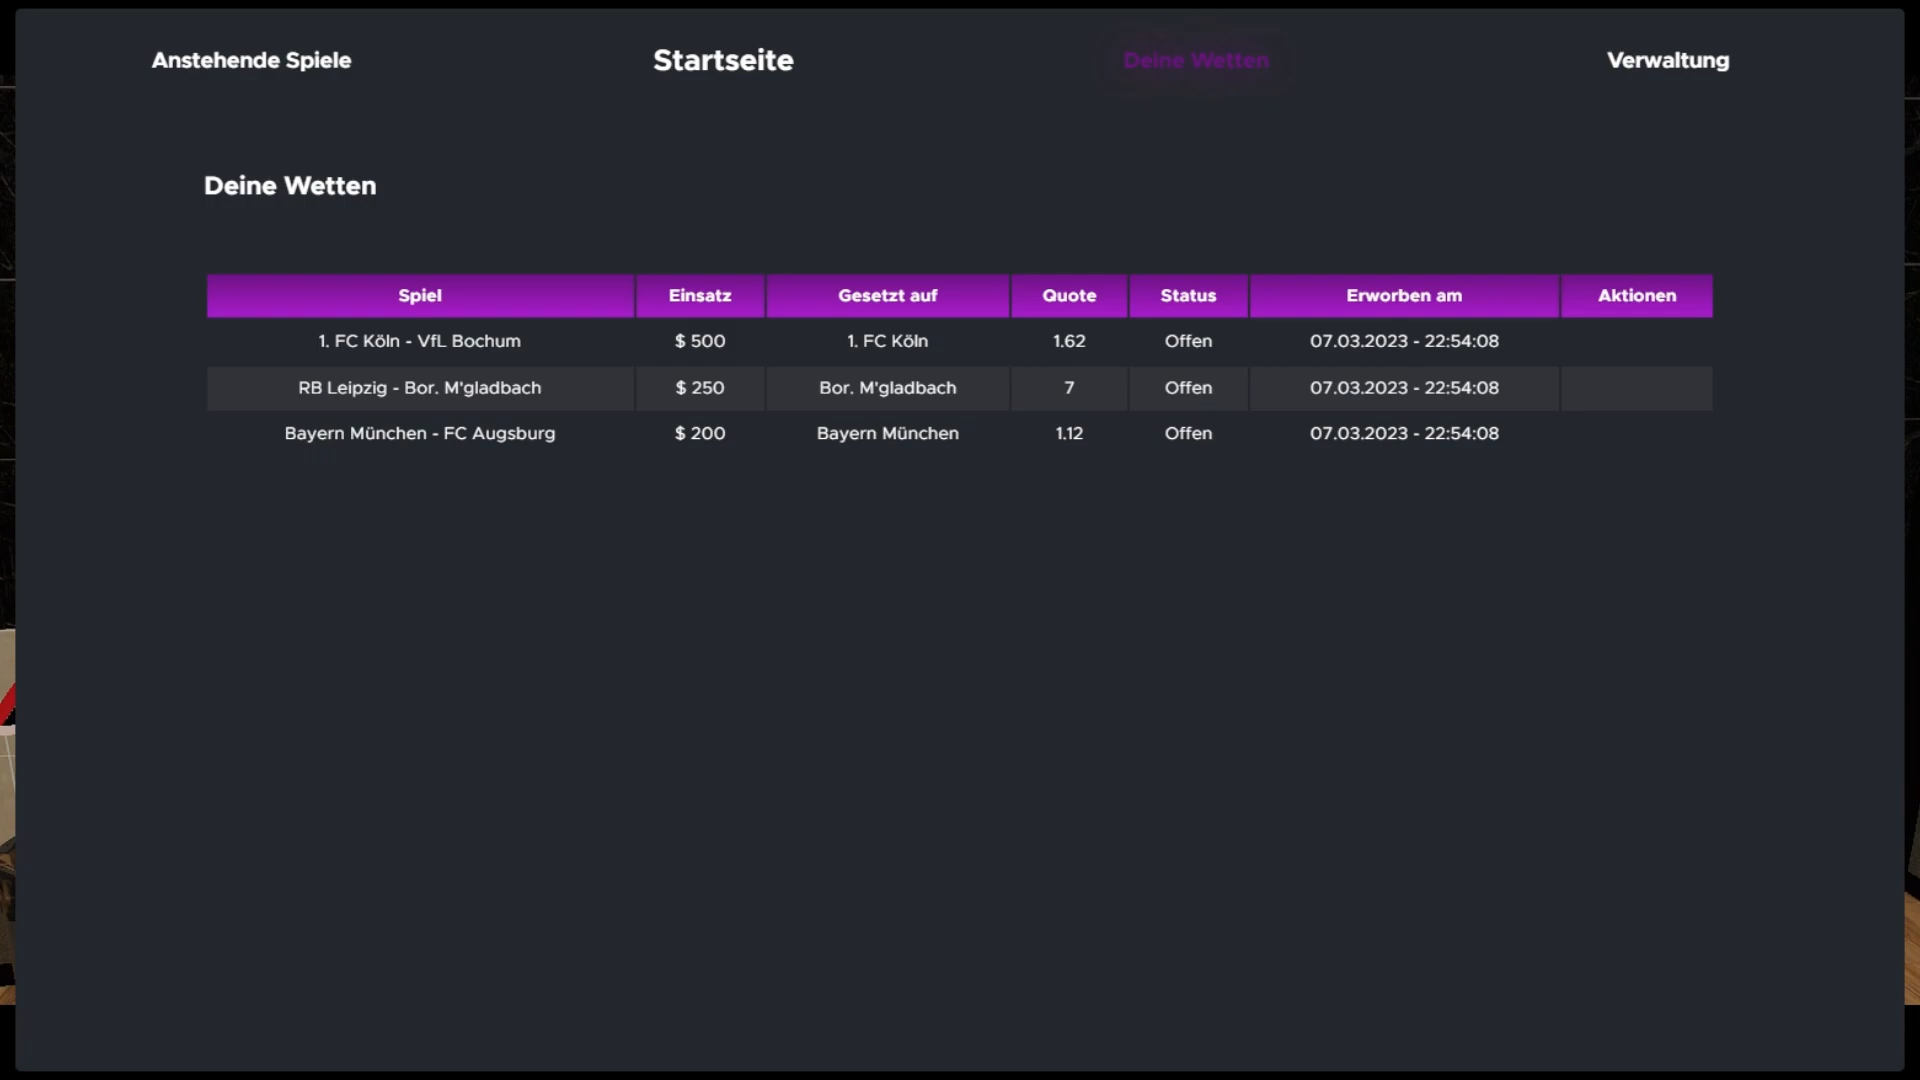 Anstehende Spiele Startseite Deine Wetten Verwaltung
Deine Wetten
Spiel Einsatz Gesetzt auf Quote Status Erworben am Aktionen
1. FC Köln - VfL Bochum $ 500 1. FC Köln 1.62 Offen 07.03.2023 - 22:54:08
RB Leipzig - Bor. M'gladbach $ 250 Bor. M'gladbach 7 Offen 07.03.2023 - 22:54:08
Bayern München - FC Augsburg $ 200 Bayern München 1.12 Offen 07.03.2023 - 22:54:08